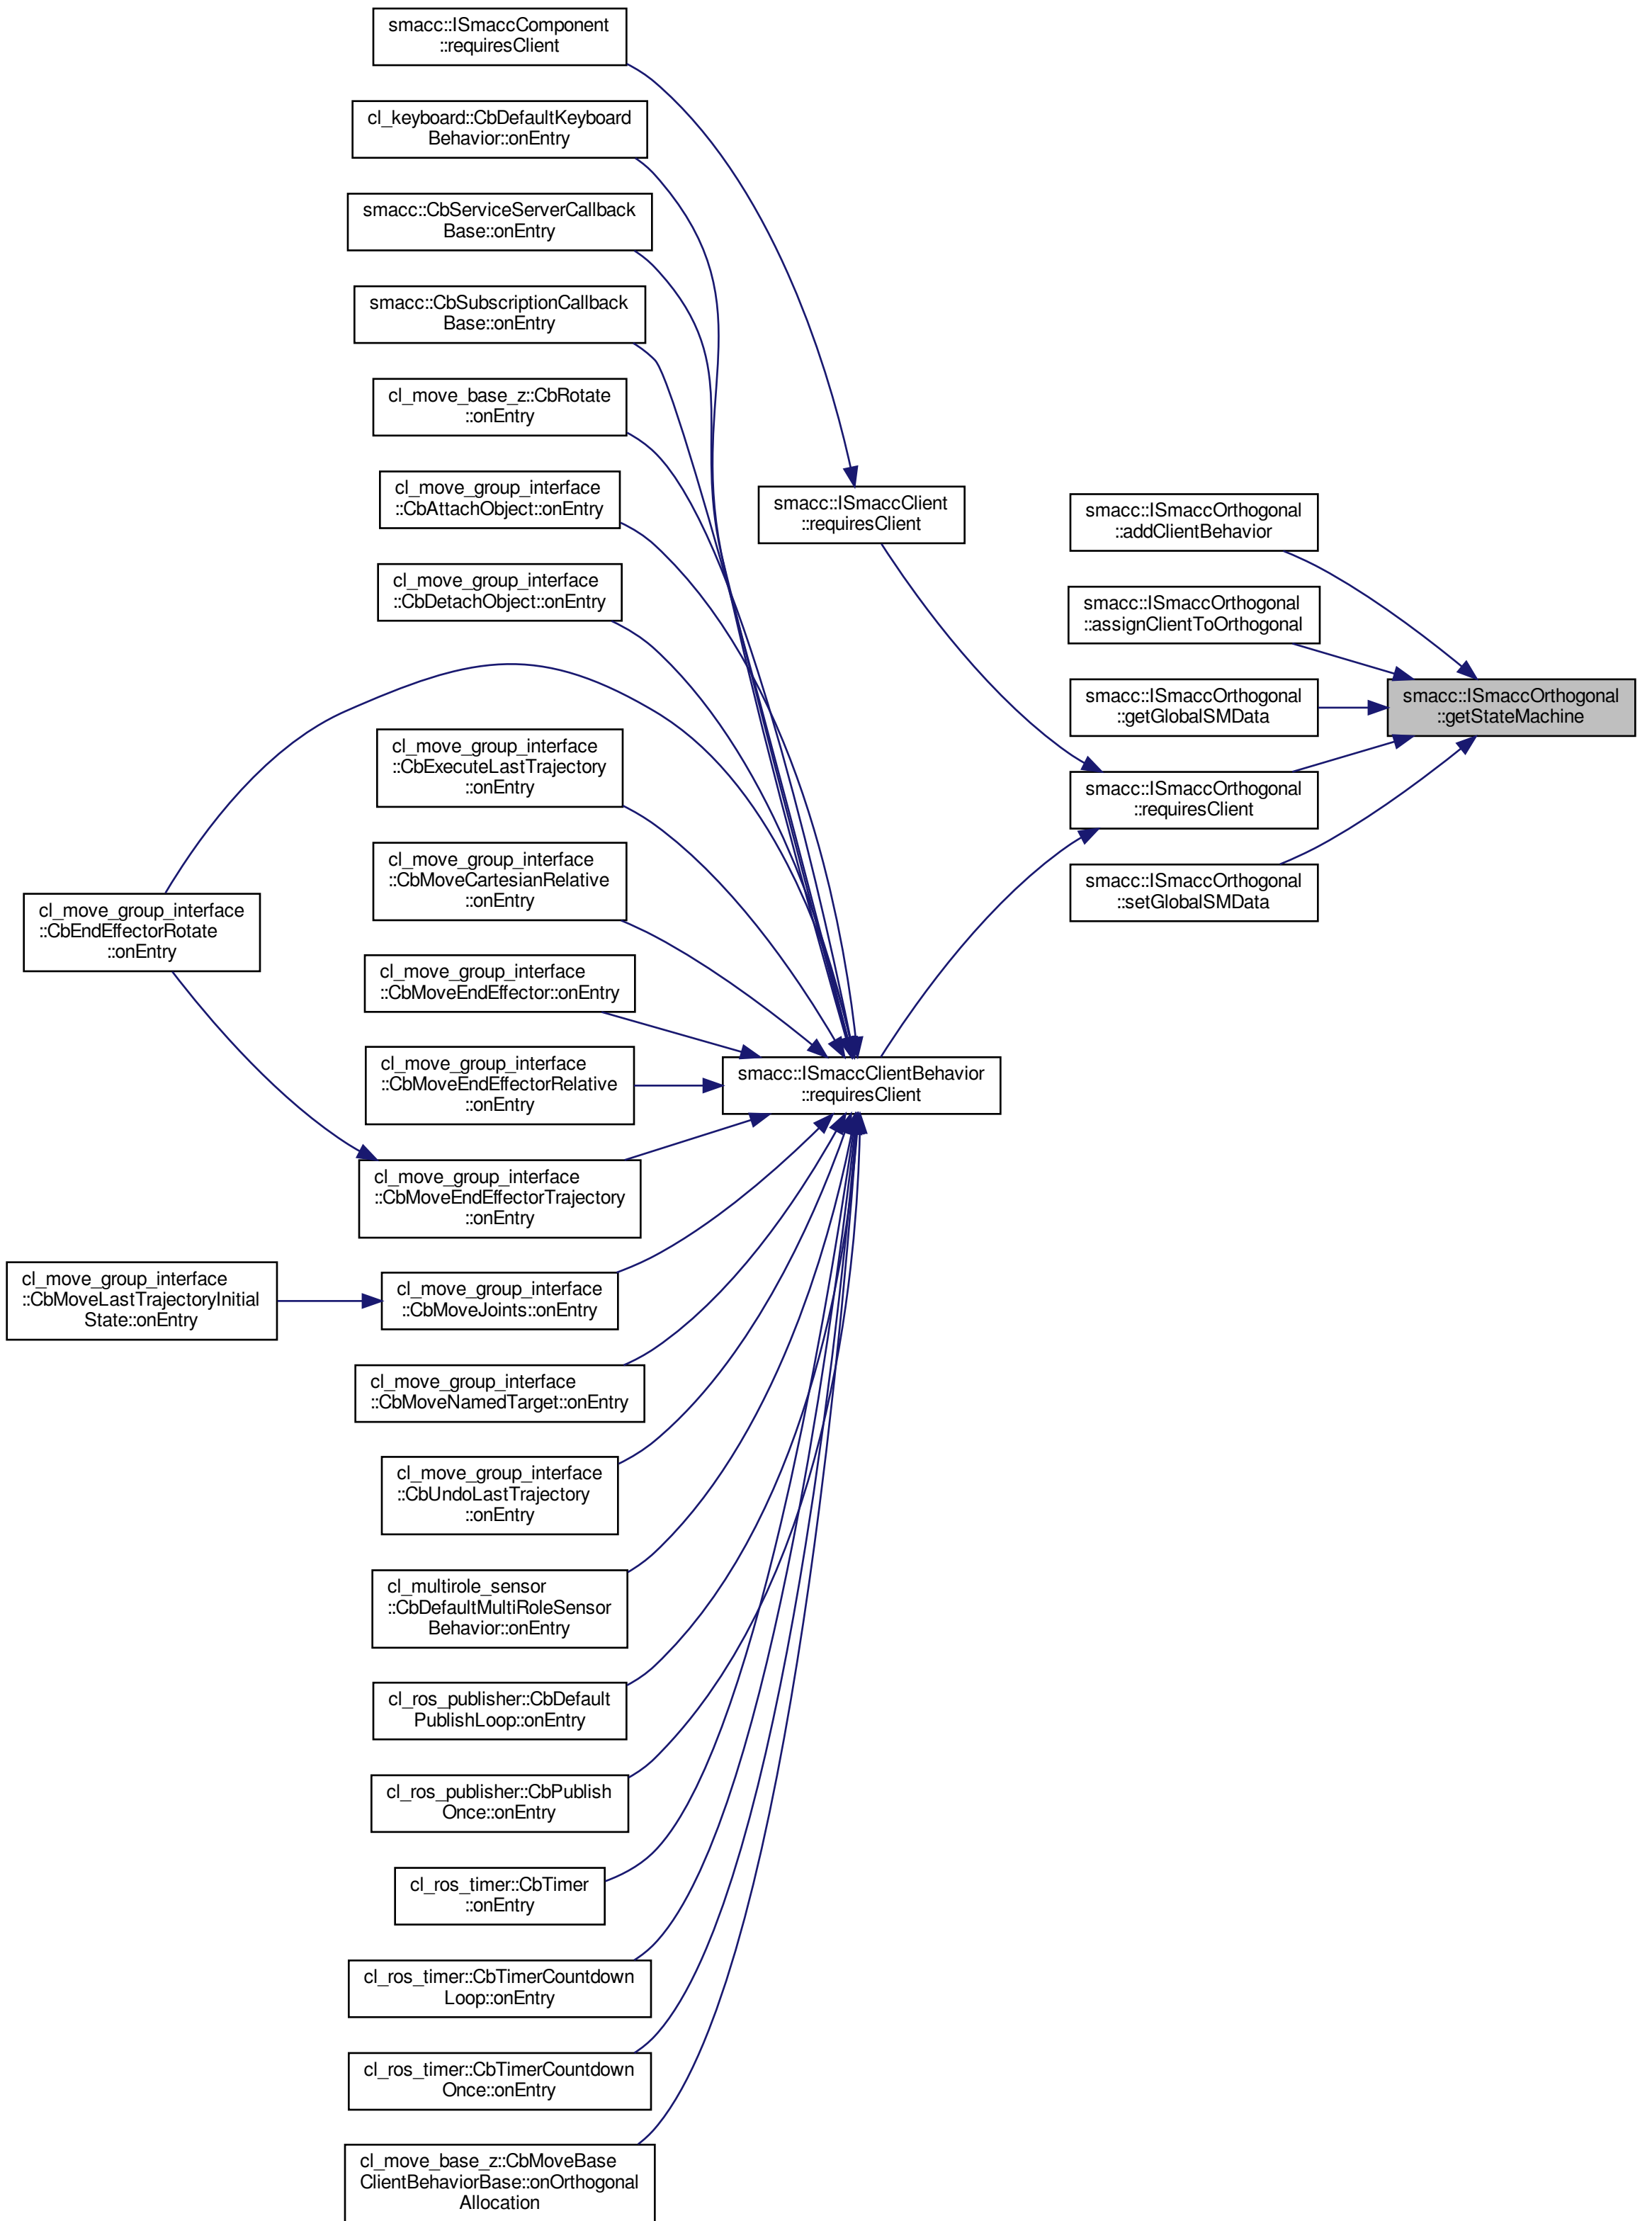 smacc::ISmaccComponent
::requiresClient
cl_keyboard::CbDefaultKeyboard
Behavior::onEntry
smacc::CbServiceServerCallback
Base::onEntry
smacc::CbSubscriptionCallback
Base::onEntry
cl_move_base_z::CbRotate
::onEntry
cl_move_group_interface
::CbAttachObject::onEntry
cl_move_group_interface
::CbDetachObject::onEntry
cl_move_group_interface
::CbExecuteLastTrajectory
::onEntry
cl_move_group_interface
::CbMoveCartesianRelative
::onEntry
cl_move_group_interface
::CbEndEffectorRotate
::onEntry
cl_move_group_interface
::CbMoveEndEffector::onEntry
cl_move_group_interface
::CbMoveEndEffectorRelative
::onEntry
cl_move_group_interface
::CbMoveEndEffectorTrajectory
::onEntry
cl_move_group_interface
::CbMoveLastTrajectoryInitial
State::onEntry
cl_move_group_interface
::CbMoveJoints::onEntry
cl_move_group_interface
::CbMoveNamedTarget::onEntry
cl_move_group_interface
::CbUndoLastTrajectory
::onEntry
cl_multirole_sensor
::CbDefaultMultiRoleSensor
Behavior::onEntry
cl_ros_publisher::CbDefault
PublishLoop::onEntry
cl_ros_publisher::CbPublish
Once::onEntry
cl_ros_timer::CbTimer
::onEntry
cl_ros_timer::CbTimerCountdown
Loop::onEntry
cl_ros_timer::CbTimerCountdown
Once::onEntry
cl_move_base_z::CbMoveBase
ClientBehaviorBase::onOrthogonal
Allocation
smacc::ISmaccClient
::requiresClient
smacc::ISmaccClientBehavior
::requiresClient
smacc::ISmaccOrthogonal
::addClientBehavior
smacc::ISmaccOrthogonal
::assignClientToOrthogonal
smacc::ISmaccOrthogonal
::getGlobalSMData
smacc::ISmaccOrthogonal
::requiresClient
smacc::ISmaccOrthogonal
::setGlobalSMData
smacc::ISmaccOrthogonal
::getStateMachine